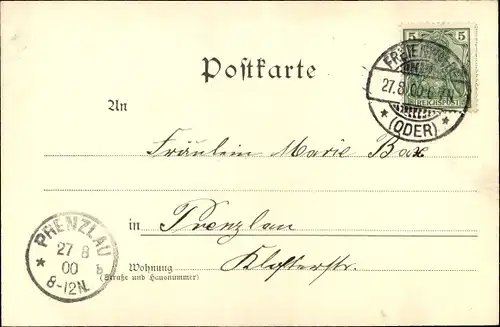 5 5
REICHSPOST
FREIENWALDE
27.8.00.6-7N.
* (ODER) *
Postkarte
An
Fräulein Marie Bax
in Prenzlau
Wohnung Klosterstr.
(Straße und Hausnummer)
PRENZLAU
27 8
* 00 b
8-12N.